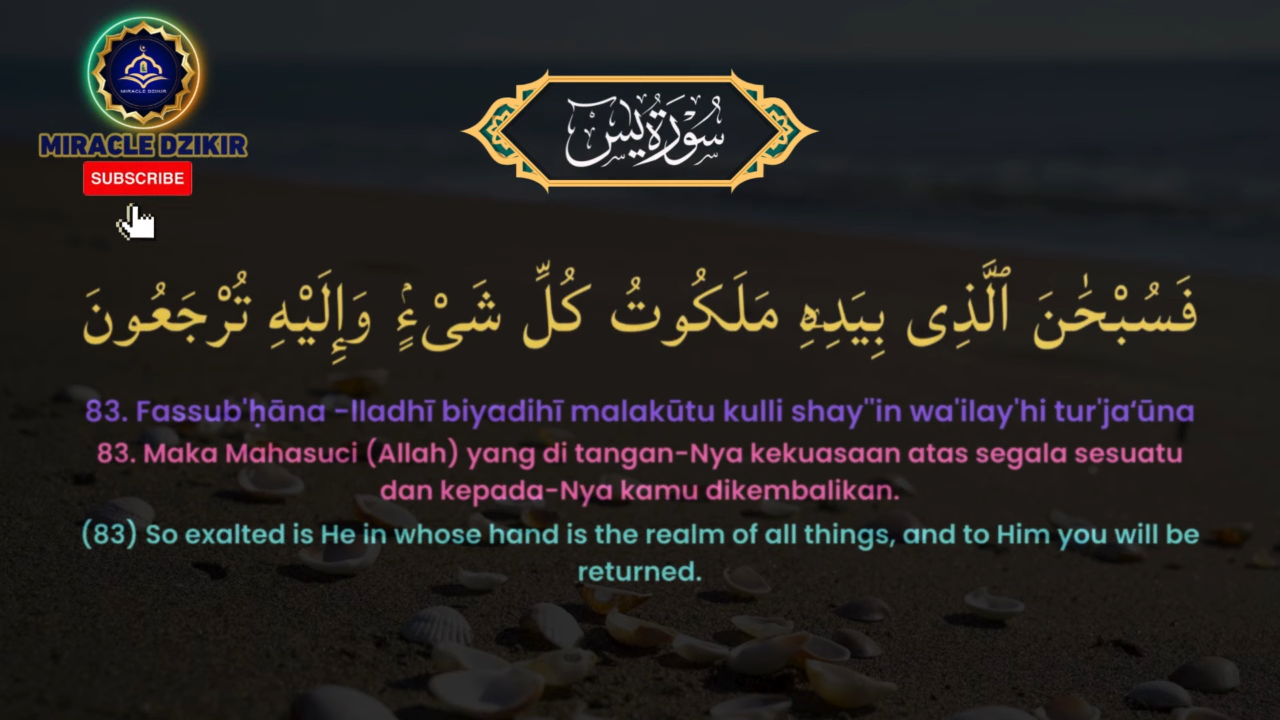 MIRACLE DZIKIR
MIRACLE DZIKIR
SUBSCRIBE
سُوْرَةُ يٰسٓ
فَسُبْحَٰنَ ٱلَّذِى بِيَدِهِۦ مَلَكُوتُ كُلِّ شَىْءٍۢ وَإِلَيْهِ تُرْجَعُونَ
83. Fassub'ḥāna -lladhī biyadihī malakūtu kulli shay''in wa'ilay'hi tur'ja‘ūna
83. Maka Mahasuci (Allah) yang di tangan-Nya kekuasaan atas segala sesuatu
dan kepada-Nya kamu dikembalikan.
(83) So exalted is He in whose hand is the realm of all things, and to Him you will be
returned.